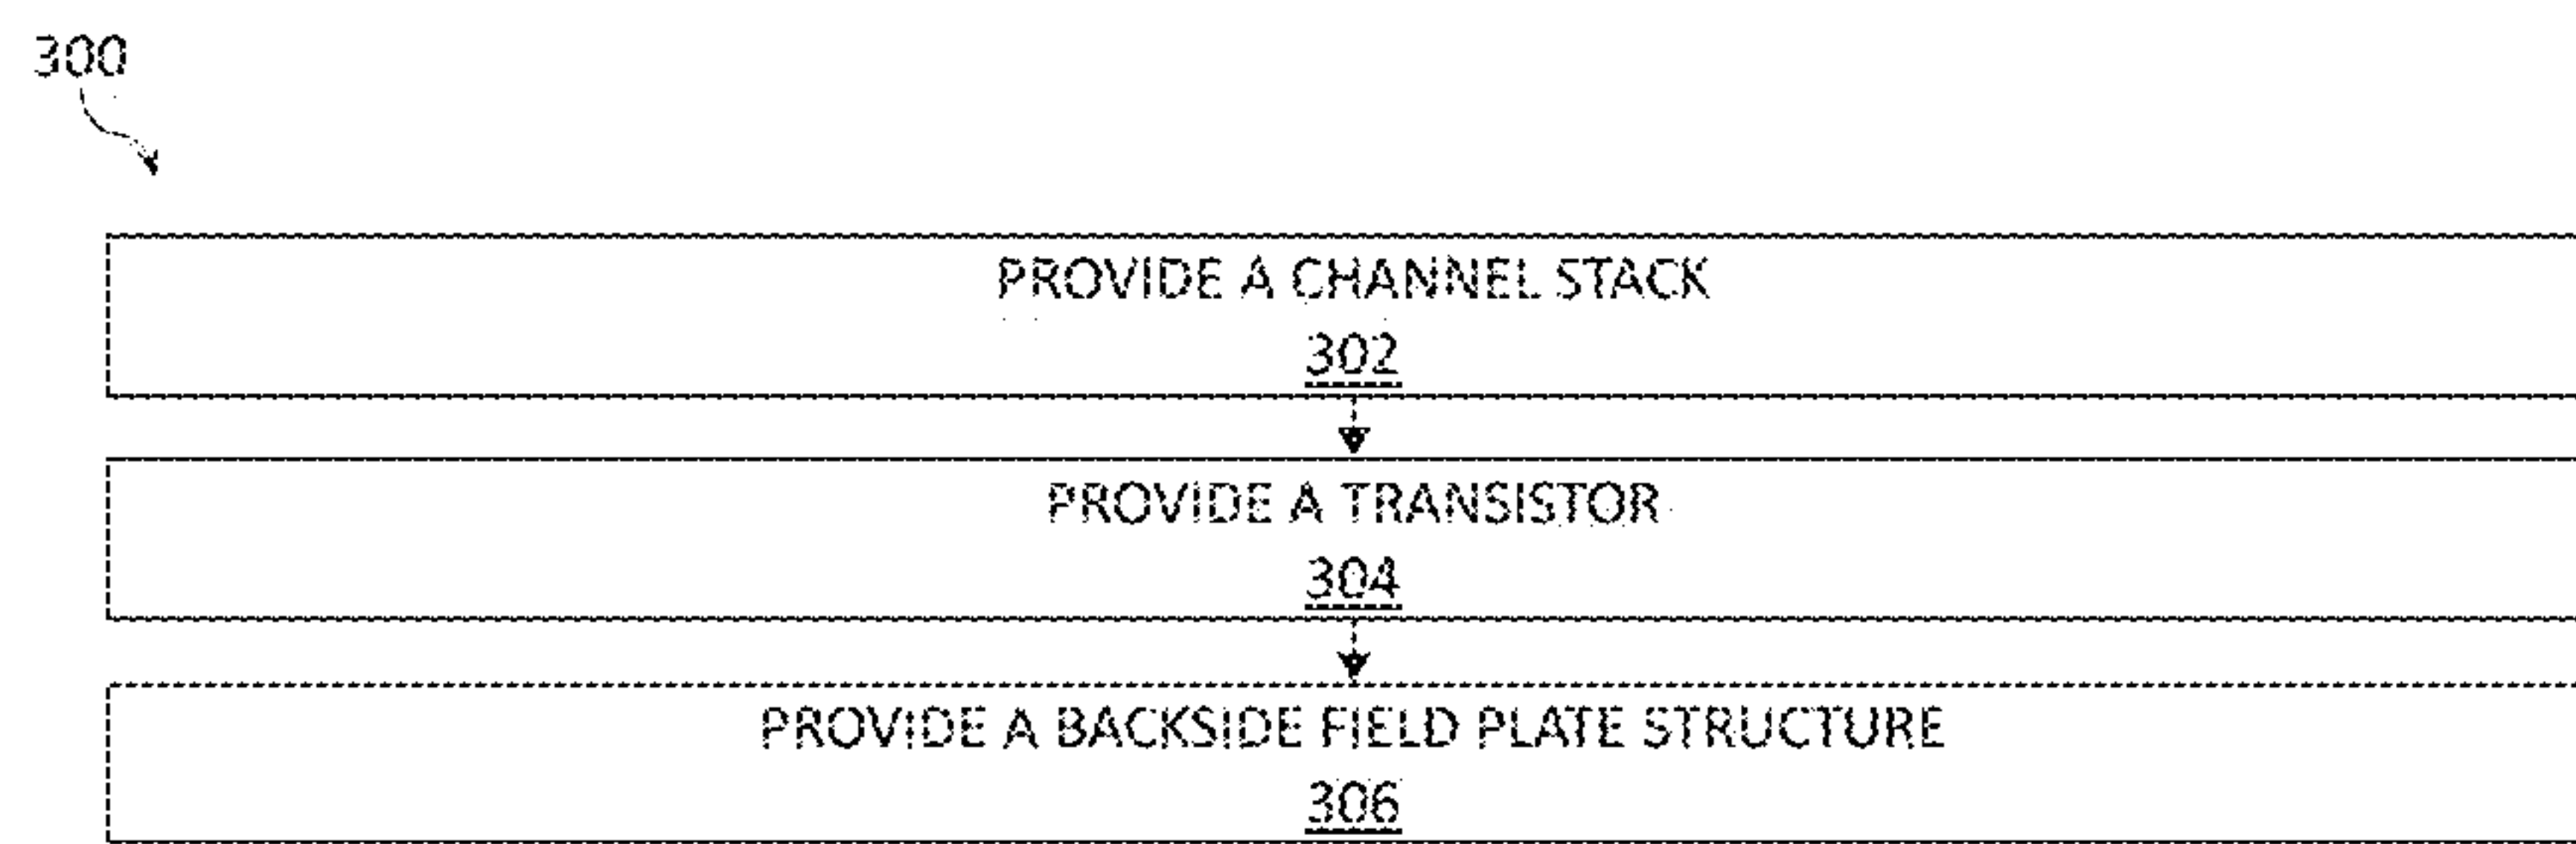 300
PROVIDE A CHANNEL STACK
302
PROVIDE A TRANSISTOR
304
PROVIDE A BACKSIDE FIELD PLATE STRUCTURE
306